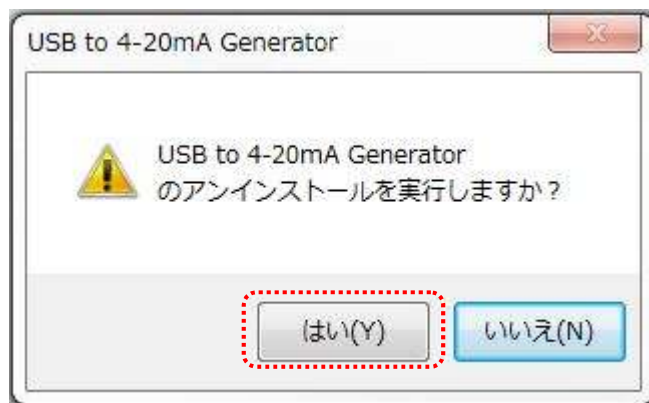 USB to 4-20mA Generator
USB to 4-20mA Generator
のアンインストールを実行しますか？
はい(Y)
いいえ(N)